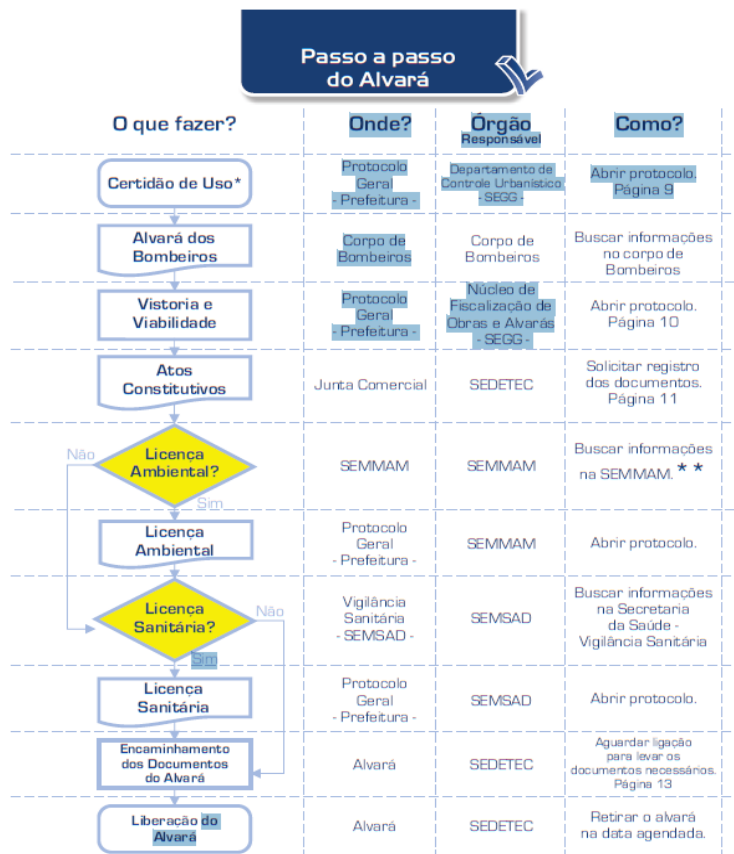 Passo a passo
do Alvará
O que fazer?
Onde?
Órgão
Responsável
Como?
Certidão de Uso*
Protocolo
Geral
- Prefeitura -
Departamento de
Controle Urbanístico
- SEGG -
Abrir protocolo.
Página 9
Alvará dos
Bombeiros
Corpo de
Bombeiros
Corpo de
Bombeiros
Buscar informações
no corpo de
Bombeiros
Vistoria e
Viabilidade
Protocolo
Geral
- Prefeitura -
Núcleo de
Fiscalização de
Obras e Alvarás
- SEGG -
Abrir protocolo.
Página 10
Atos
Constitutivos
Junta Comercial
SEDETEC
Solicitar registro
dos documentos.
Página 11
Não
Licença
Ambiental?
Sim
SEMMAM
SEMMAM
Buscar informações
na SEMMAM. * *
Licença
Ambiental
Protocolo
Geral
- Prefeitura -
SEMMAM
Abrir protocolo.
Licença
Sanitária?
Não
Sim
Vigilância
Sanitária
- SEMSAD -
SEMSAD
Buscar informações
na Secretaria
da Saúde -
Vigilância Sanitária
Licença
Sanitária
Protocolo
Geral
- Prefeitura -
SEMSAD
Abrir protocolo.
Encaminhamento
dos Documentos
do Alvará
Alvará
SEDETEC
Aguardar ligação
para levar os
documentos necessários.
Página 13
Liberação do
Alvará
Alvará
SEDETEC
Retirar o alvará
na data agendada.